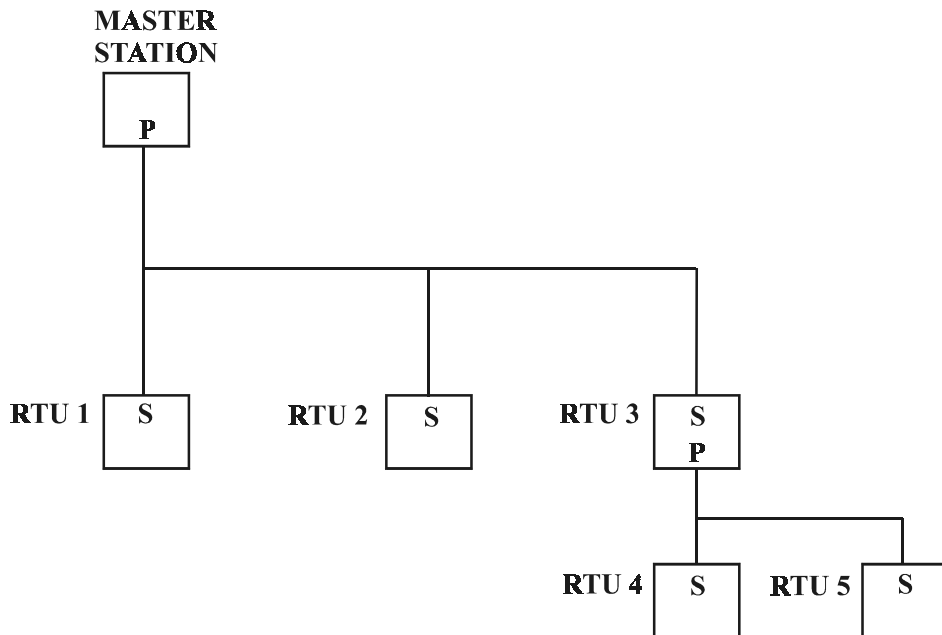 MASTER
STATION
P
RTU 1
S
RTU 2
S
RTU 3
S
P
RTU 4
S
RTU 5
S